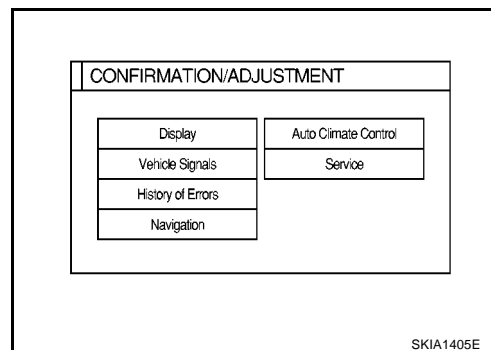 CONFIRMATION/ADJUSTMENT
Display
Auto Climate Control
Vehicle Signals
Service
History of Errors
Navigation
SKIA1405E